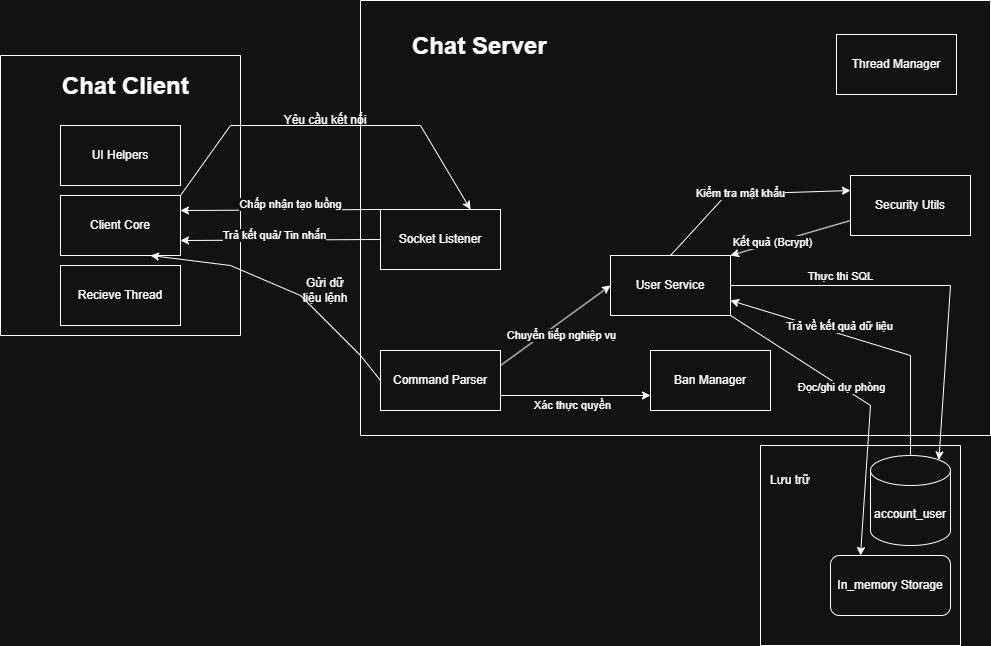 Chat Server
Thread Manager
Chat Client
UI Helpers
Yêu cầu kết nối
Client Core
Chấp nhận tạo luồng
Trả kết quả/ Tin nhắn
Socket Listener
Recieve Thread
Gửi dữ
liệu lệnh
Kiểm tra mật khẩu
Security Utils
Kết quả (Bcrypt)
User Service
Thực thi SQL
Trả về kết quả dữ liệu
Chuyển tiếp nghiệp vụ
Command Parser
Ban Manager
Đọc/ghi dự phòng
Xác thực quyền
Lưu trữ
account_user
In_memory Storage